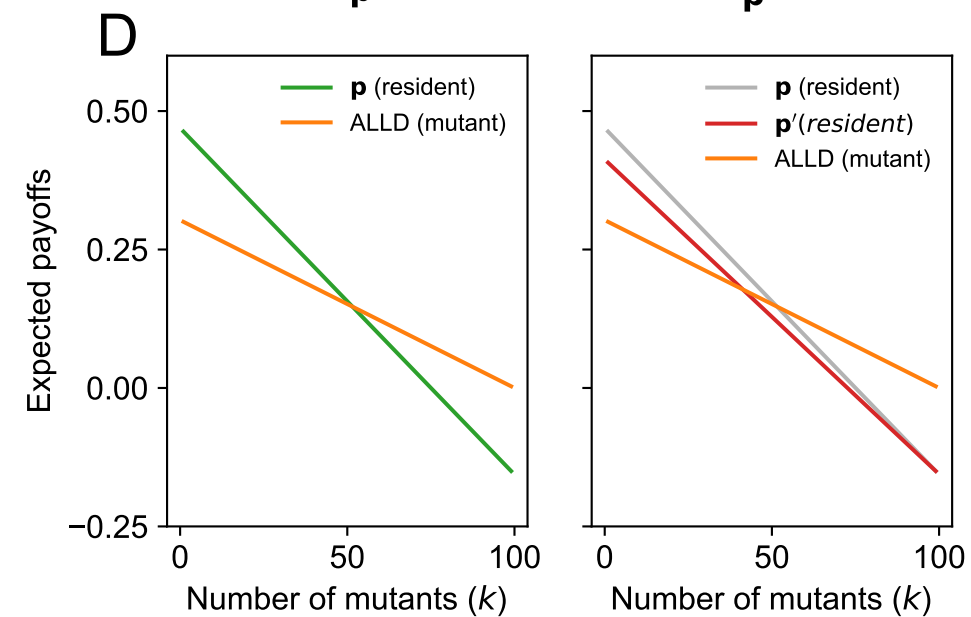 p p
D
p (resident)
ALLD (mutant)
p (resident)
p′(resident)
ALLD (mutant)
Expected payoffs
0.50
0.25
0.00
−0.25
0 50 100
0 50 100
Number of mutants (k)
Number of mutants (k)